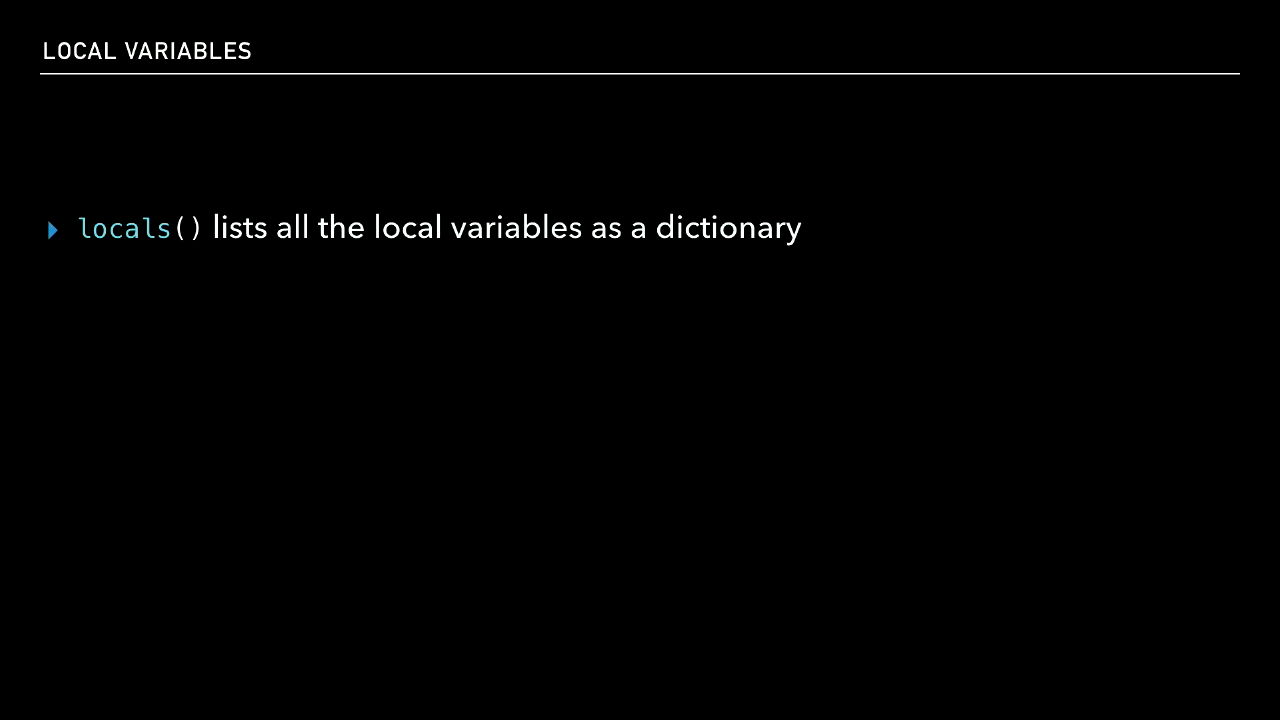 LOCAL VARIABLES
locals() lists all the local variables as a dictionary